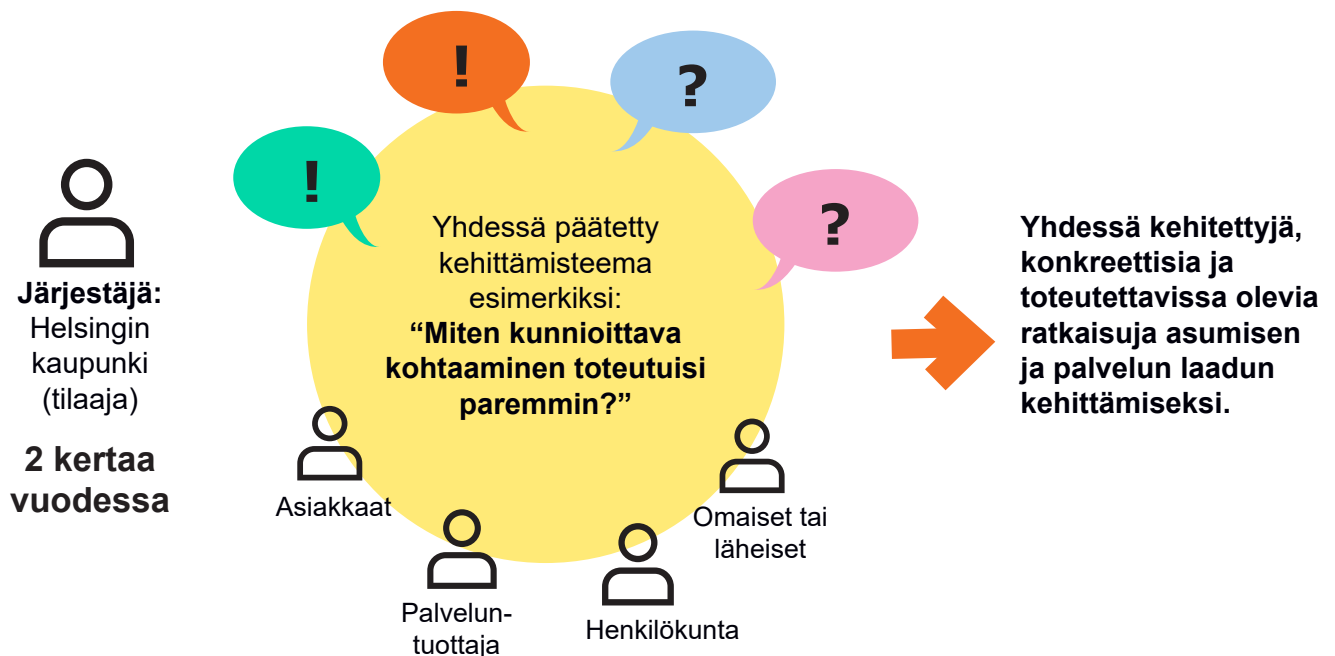 !
?
!
?
Järjestäjä:
Helsingin
kaupunki
(tilaaja)
2 kertaa
vuodessa
Yhdessä päätetty
kehittämisteema
esimerkiksi:
“Miten kunnioittava
kohtaaminen toteutuisi
paremmin?”
Asiakkaat
Palvelun-
tuottaja
Henkilökunta
Omaiset tai
läheiset
Yhdessä kehitettyjä,
konkreettisia ja
toteutettavissa olevia
ratkaisuja asumisen
ja palvelun laadun
kehittämiseksi.